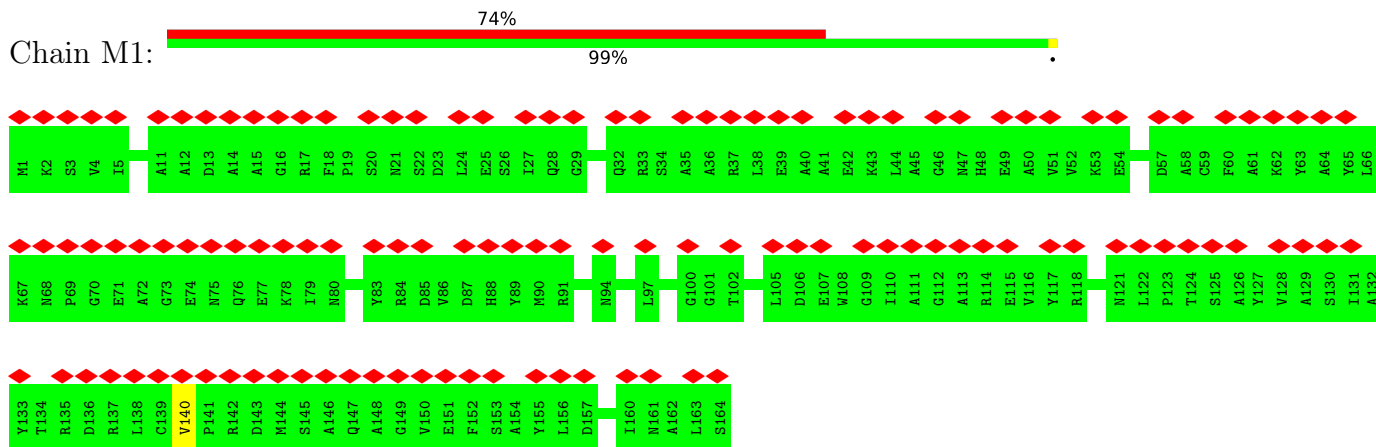 74%
Chain M1:
99%
.
M1 K2 S3 V4 I5 A11 A12 D13 A14 A15 G16 R17 F18 P19 S20 N21 S22 D23 L24 E25 S26 I27 Q28 G29 Q32 R33 S34 A35 A36 R37 L38 E39 A40 A41 E42 K43 L44 A45 G46 N47 H48 E49 A50 V51 V52 K53 E54 D57 A58 C59 F60 A61 K62 Y63 A64 Y65 L66
K67 N68 P69 G70 E71 A72 G73 E74 N75 Q76 E77 K78 I79 N80 Y83 R84 D85 V86 D87 H88 Y89 M90 R91 N94 L97 G100 G101 T102 L105 D106 E107 W108 G109 I110 A111 G112 A113 R114 E115 V116 Y117 R118 N121 L122 P123 T124 S125 A126 Y127 V128 A129 S130 I131 A132
Y133 T134 R135 D136 R137 L138 C139 V140 P141 R142 D143 M144 S145 A146 Q147 A148 G149 V150 E151 F152 S153 A154 Y155 L156 D157 I160 N161 A162 L163 S164